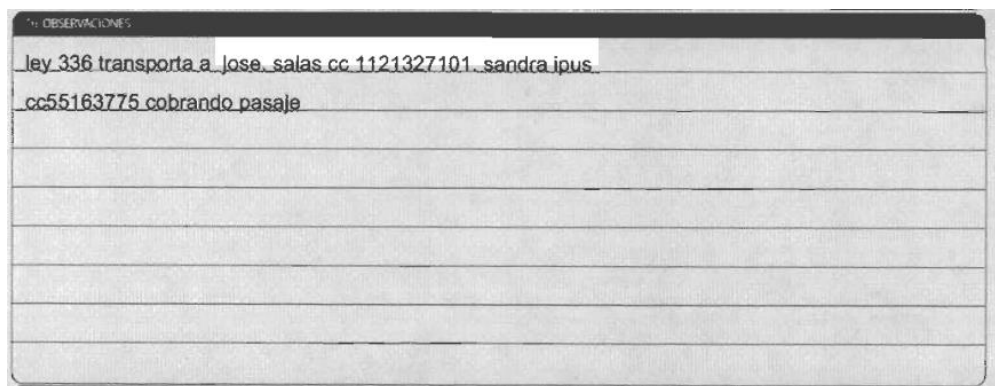 OBSERVACIONES
ley 336 transporta a jose. salas cc 1121327101. sandra ipus
cc55163775 cobrando pasaje